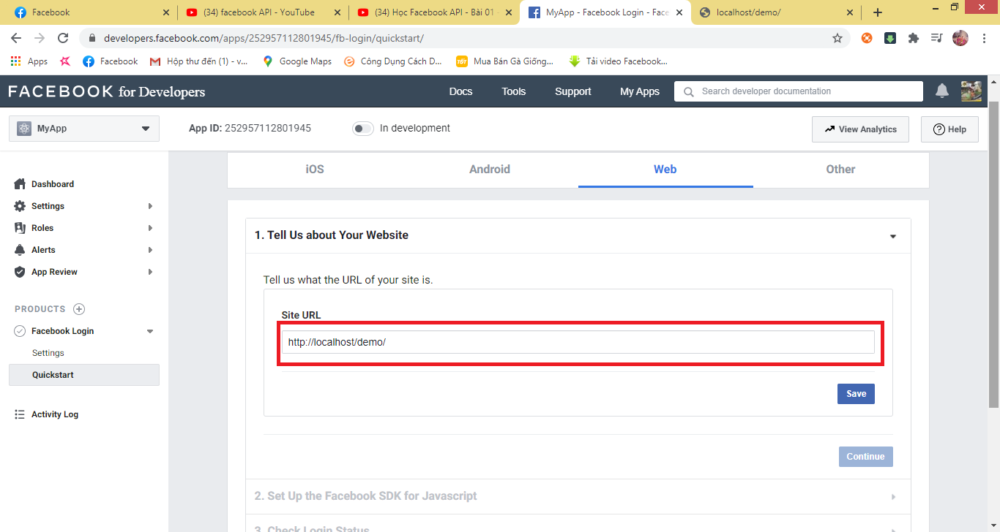 Facebook
(34) facebook API - YouTube
(34) Học Facebook API - Bài 01 -
MyApp - Facebook Login - Face
localhost/demo/
developers.facebook.com/apps/252957112801945/fb-login/quickstart/
Apps
Facebook
Hộp thư đến (1) - v...
Google Maps
Công Dụng Cách D...
TỐT
Mua Bán Gà Giống...
Tải video Facebook...
FACEBOOK for Developers
Docs
Tools
Support
My Apps
Search developer documentation
MyApp
App ID: 252957112801945
In development
View Analytics
Help
iOS
Android
Web
Other
Dashboard
Settings
Roles
Alerts
App Review
PRODUCTS
Facebook Login
Settings
Quickstart
Activity Log
1. Tell Us about Your Website
Tell us what the URL of your site is.
Site URL
http://localhost/demo/
Save
Continue
2. Set Up the Facebook SDK for Javascript
3. Check Login Status